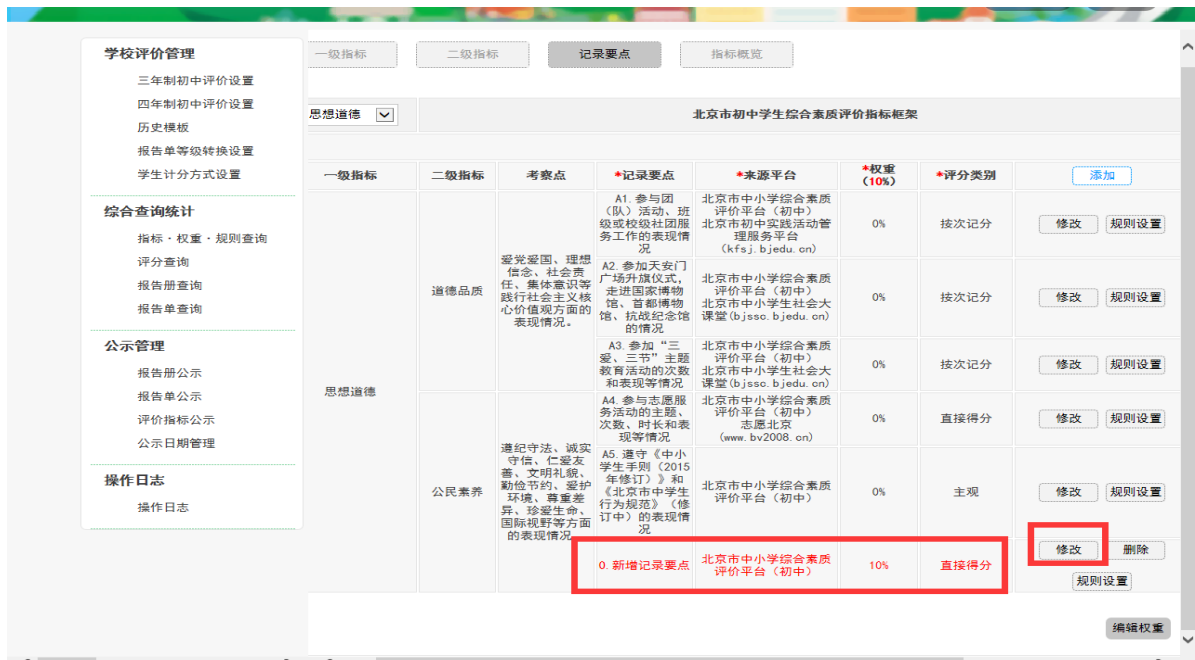 学校评价管理
三年制初中评价设置
四年制初中评价设置
历史模板
报告单等级转换设置
学生计分方式设置
综合查询统计
指标·权重·规则查询
评分查询
报告册查询
报告单查询
公示管理
报告册公示
报告单公示
评价指标公示
公示日期管理
操作日志
操作日志
一级指标
二级指标
记录要点
指标概览
思想道德
北京市初中学生综合素质评价指标框架
一级指标
二级指标
考察点
*记录要点
*来源平台
*权重
(10%)
*评分类别
添加
思想道德
道德品质
爱党爱国、理想
信念、社会责
任、集体意识等
践行社会主义核
心价值观方面的
表现情况。
A1.参与团
（队）活动、班
级或校级社团服
务工作的表现情
况
北京市中小学综合素质
评价平台（初中）
北京市初中实践活动管
理服务平台
(kfsj.bjedu.cn)
0%
按次记分
修改
规则设置
A2.参加天安门
广场升旗仪式，
走进国家博物
馆、首都博物
馆、抗战纪念馆
的情况
北京市中小学综合素质
评价平台（初中）
北京市中小学生社会大
课堂(bjssc.bjedu.cn)
0%
按次记分
修改
规则设置
A3.参加“三
爱、三节”主题
教育活动的次数
和表现等情况
北京市中小学综合素质
评价平台（初中）
北京市中小学生社会大
课堂(bjssc.bjedu.cn)
0%
按次记分
修改
规则设置
公民素养
遵纪守法、诚实
守信、仁爱友
善、文明礼貌、
勤俭节约、爱护
环境、尊重差
异、珍爱生命、
国际视野等方面
的表现情况
A4.参与志愿服
务活动的主题、
次数、时长和表
现等情况
北京市中小学综合素质
评价平台（初中）
志愿北京
(www.bv2008.cn)
0%
直接得分
修改
规则设置
A5.遵守《中小
学生手则（2015
年修订）》和
《北京市中学生
行为规范》（修
订中）的表现情
况
北京市中小学综合素质
评价平台（初中）
0%
主观
修改
规则设置
0.新增记录要点
北京市中小学综合素质
评价平台（初中）
10%
直接得分
修改
删除
规则设置
编辑权重